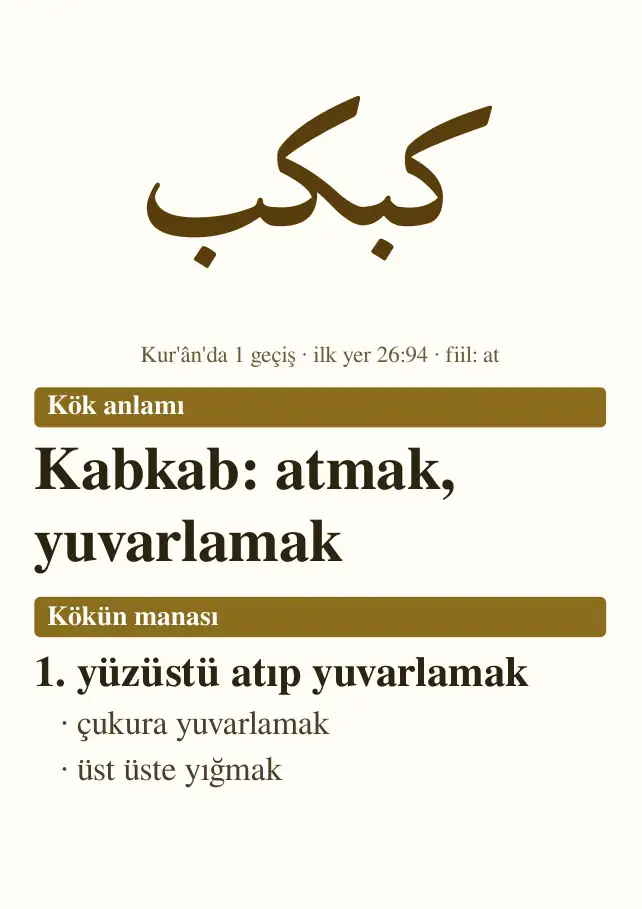 كبكب
Kur'ân'da 1 geçiş · ilk yer 26:94 · fiil: at
Kök anlamı
Kabkab: atmak,
yuvarlamak
Kökün manası
1. yüzüstü atıp yuvarlamak
· çukura yuvarlamak
· üst üste yığmak